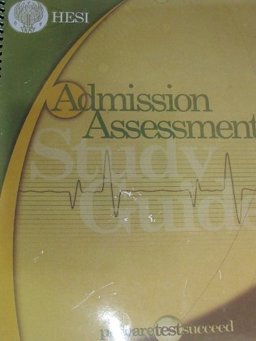 HESI
Admission
Assessment
Study
Guide
preparetestsucceed